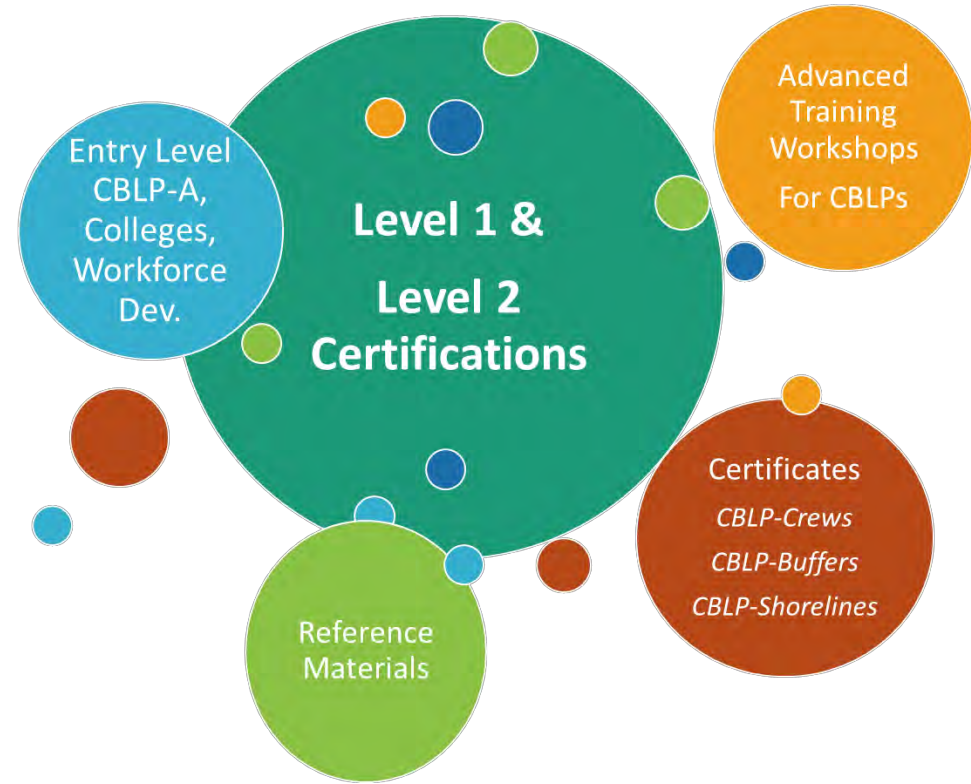 Entry Level
CBLP-A,
Colleges,
Workforce
Dev.
Level 1 &
Level 2
Certifications
Advanced
Training
Workshops
For CBLPs
Certificates
CBLP-Crews
CBLP-Buffers
CBLP-Shorelines
Reference
Materials